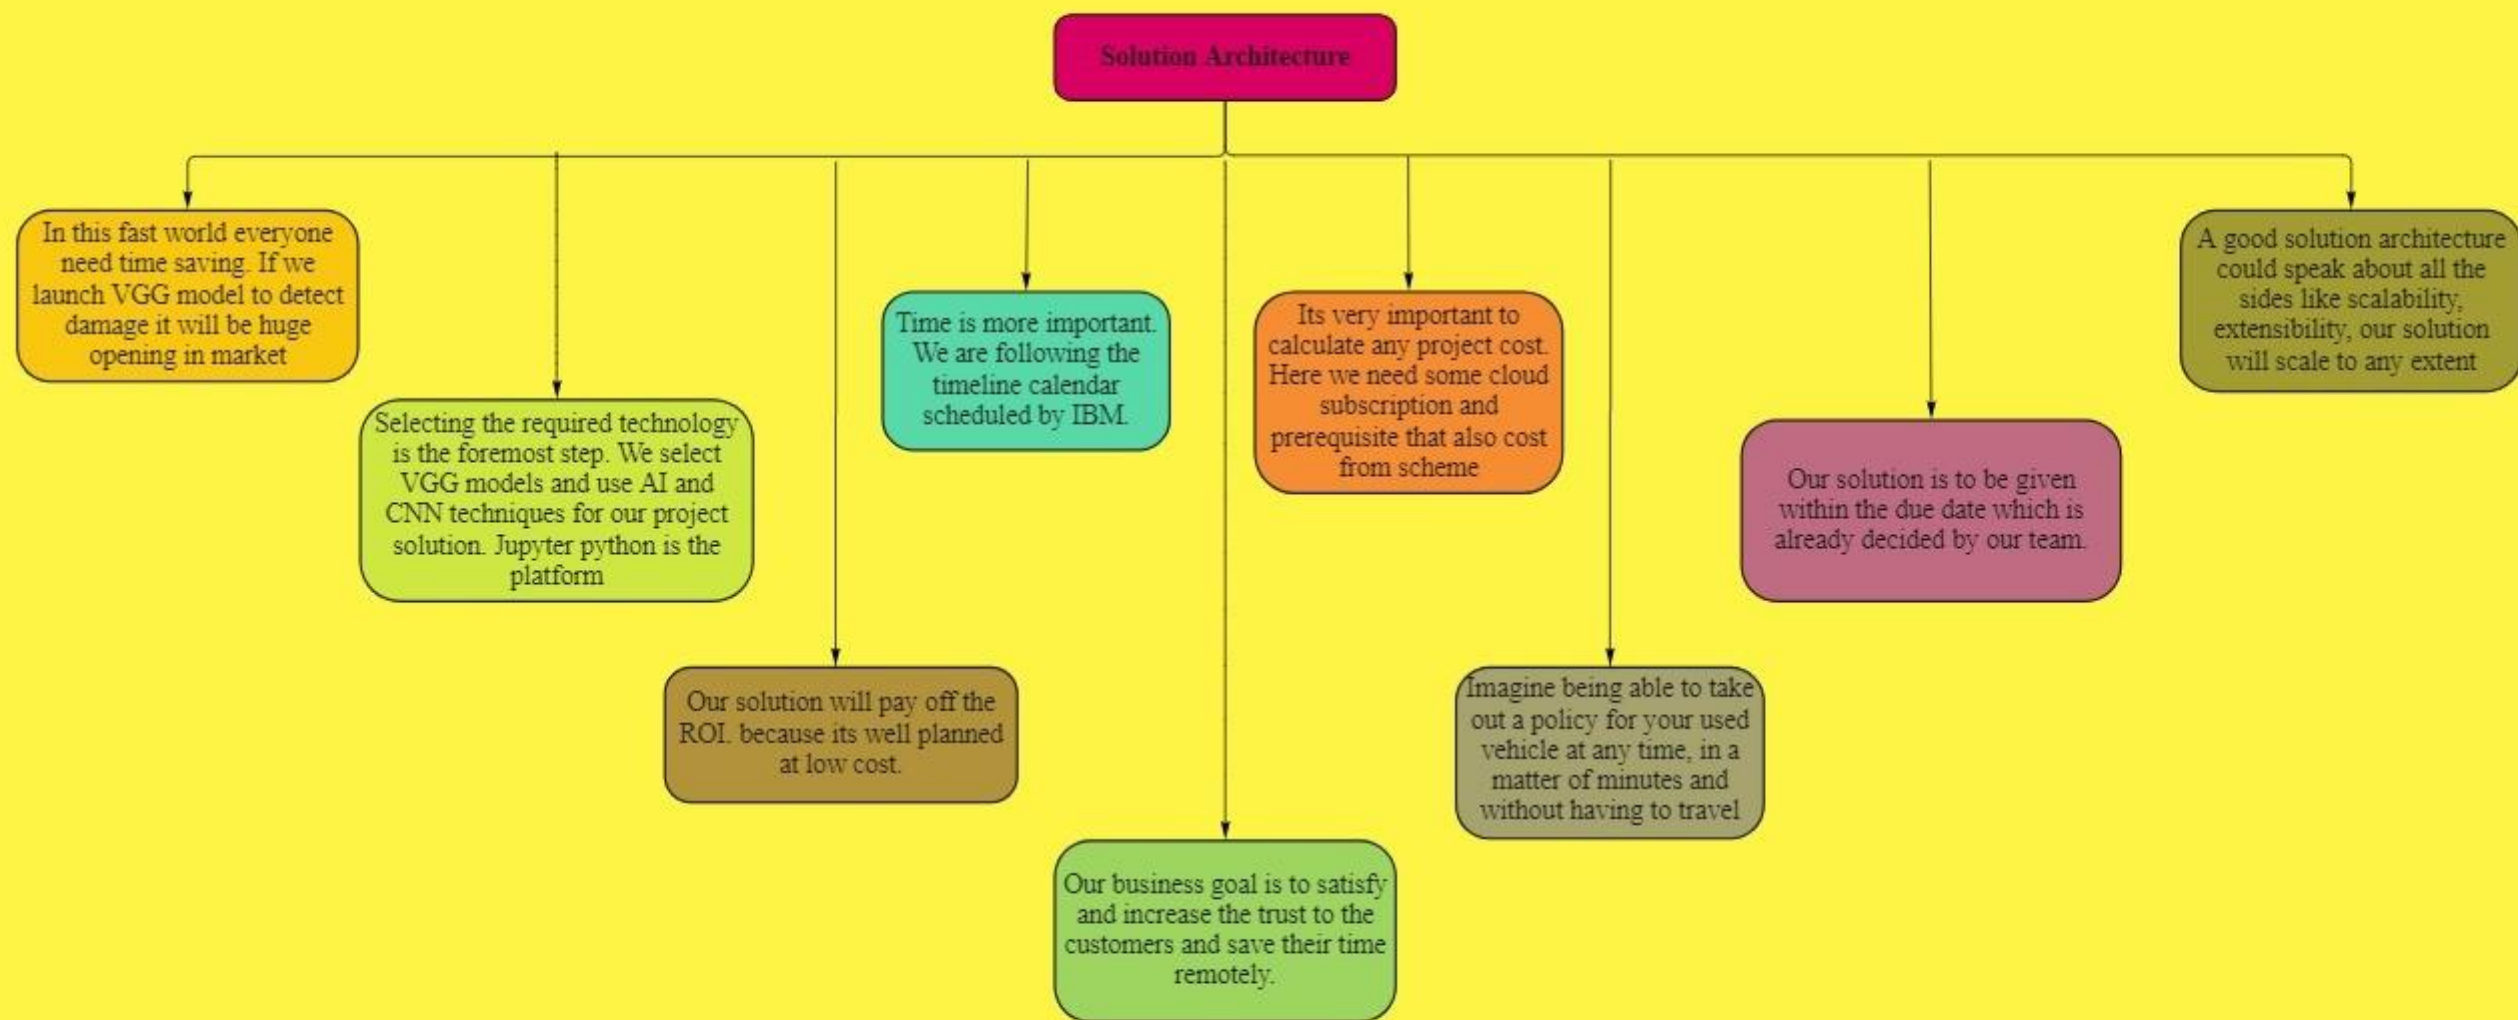 Solution Architecture
In this fast world everyone
need time saving. If we
launch VGG model to detect
damage it will be huge
opening in market
Selecting the required technology
is the foremost step. We select
VGG models and use AI and
CNN techniques for our project
solution. Jupyter python is the
platform
Our solution will pay off the
ROI. because its well planned
at low cost.
Time is more important.
We are following the
timeline calendar
scheduled by IBM.
Our business goal is to satisfy
and increase the trust to the
customers and save their time
remotely.
Its very important to
calculate any project cost.
Here we need some cloud
subscription and
prerequisite that also cost
from scheme
Imagine being able to take
out a policy for your used
vehicle at any time, in a
matter of minutes and
without having to travel
Our solution is to be given
within the due date which is
already decided by our team.
A good solution architecture
could speak about all the
sides like scalability,
extensibility, our solution
will scale to any extent